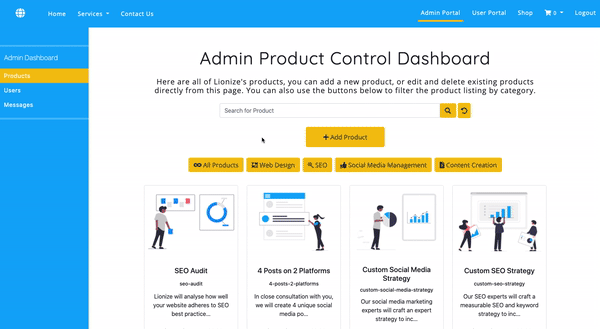 Home Services Contact Us Admin Portal User Portal Shop 0 Logout
Admin Dashboard
Products
Users
Messages
Admin Product Control Dashboard
Here are all of Lionize's products, you can add a new product, or edit and delete existing products
directly from this page. You can also use the buttons below to filter the product listing by category.
Search for Product
Add Product
All Products Web Design SEO Social Media Management Content Creation
SEO Audit
seo-audit
Lionize will analyse how well
your website adheres to SEO
best practice...
4 Posts on 2 Platforms
4-posts-2-platforms
In close consultation with you,
we will create 4 unique social
media po...
Custom Social Media
Strategy
custom-social-media-strategy
Our social media marketing
experts will craft an expert
strategy to inc...
Custom SEO Strategy
custom-seo-strategy
Our SEO experts will craft a
measurable SEO and keyword
strategy to inc...